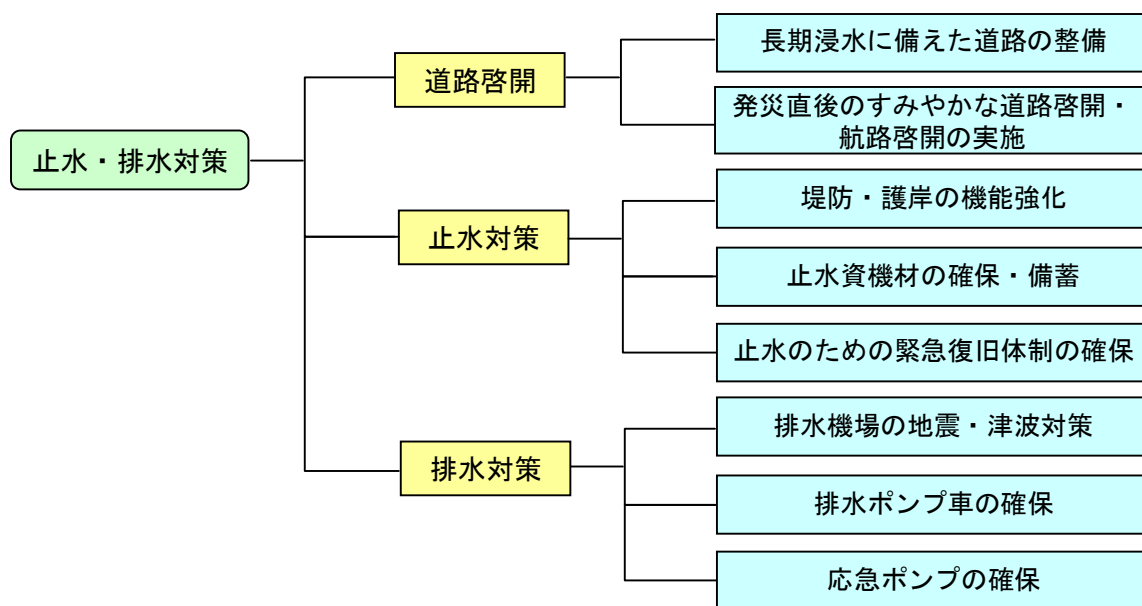 止水・排水対策
道路啓開
長期浸水に備えた道路の整備
発災直後のすみやかな道路啓開・
航路啓開の実施
止水対策
堤防・護岸の機能強化
止水資機材の確保・備蓄
止水のための緊急復旧体制の確保
排水対策
排水機場の地震・津波対策
排水ポンプ車の確保
応急ポンプの確保